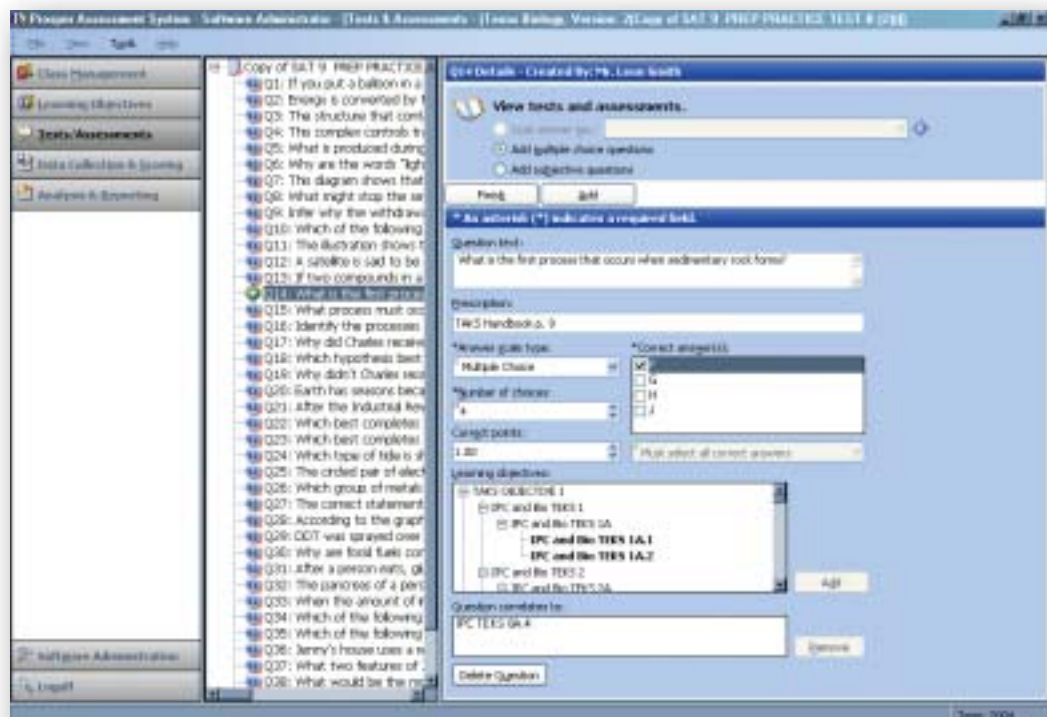 Prosper Assessment System - Software Administrator - [Tests & Assessments - [Texas Biology, Version: 2(Copy of SAT 9 PREP PRACTICE TEST
Tools
Class Management
Learning Objectives
Tests/Assessments
Data Collection & Scoring
Analysis & Reporting
Software Administration
Logoff
Copy of SAT 9 PREP PRACTICE
Q1: If you put a balloon in a
Q2: Energy is converted by
Q3: The structure that cont
Q4: This complex controls
Q5: What is produced during
Q6: Why are the words "ligh
Q7: The diagram shows that
Q8: What might stop the
Q9: Infer why the withdraw
Q10: Which of the following
Q11: The illustration shows
Q12: A satellite is said to be
Q13: If two compounds in a
Q14: What is the first process
Q15: What process must
Q16: Identify the processes
Q17: Why did Charles receive
Q18: Which hypothesis best
Q19: Why didn't Charles
Q20: Earth has seasons beca
Q21: After the Industrial Rev
Q22: Which best completes
Q23: Which best completes
Q24: Which type of tide is
Q25: The circled pair of elect
Q26: Which group of metals
Q27: The correct statement
Q28: According to the graph
Q29: DDT was sprayed over
Q30: Why are fossil fuels
Q31: After a person eats,
Q32: The pancreas of a pers
Q33: When the amount of
Q34: Which of the following
Q35: Which of the following
Q36: Jenny's house uses a
Q37: What two features of
Q38: What would be the
Q14 Details - Created By: Mr. Leon Smith
View tests and assessments.
Scan answer key:
Add multiple choice questions
Add subjective questions
Finish
Add
* An asterisk (*) indicates a required field.
Question text:
What is the first process that occurs when sedimentary rock forms?
Description:
TAKS Handbook p. 9
*Answer scale type:
*Correct answer(s):
Multiple Choice
G
H
J
*Number of choices:
4
Correct points:
1.00
Must select all correct answers
Learning objectives:
TAKS OBJECTIVE 1
IPC and Bio TEKS 1
IPC and Bio TEKS 1A
IPC and Bio TEKS 1A.1
IPC and Bio TEKS 1A.2
IPC and Bio TEKS 2
IPC and Bio TEKS 2A
Add
Question correlates to:
IPC TEKS 8A.4
Remove
Delete Question